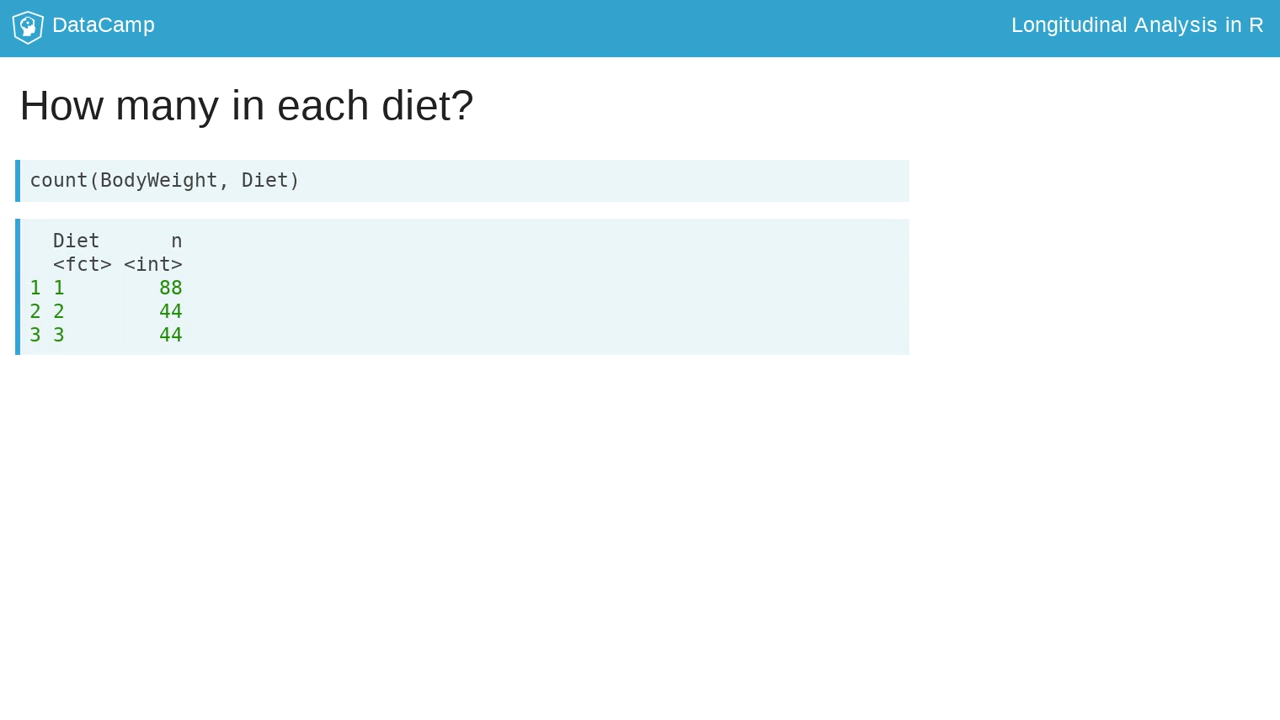 DataCamp
Longitudinal Analysis in R
How many in each diet?
count(BodyWeight, Diet)
  Diet      n
  <fct> <int>
1 1        88
2 2        44
3 3        44